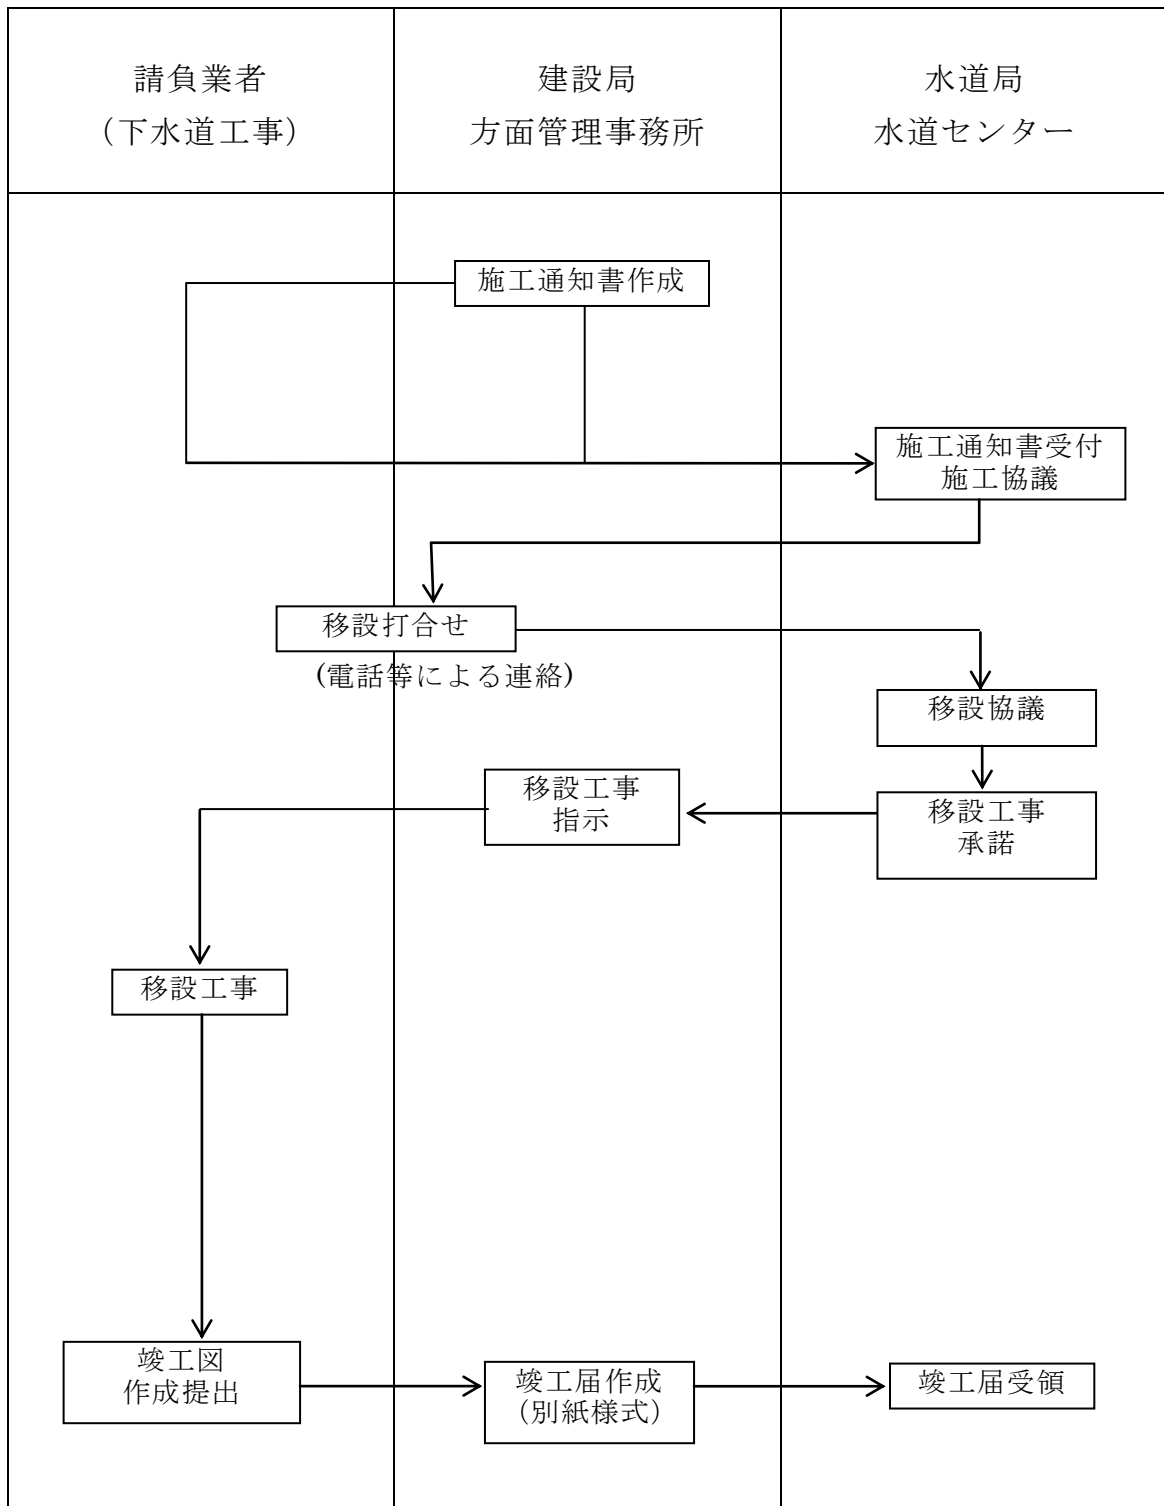 請負業者
（下水道工事）
建設局
方面管理事務所
水道局
水道センター
施工通知書作成
施工通知書受付
施工協議
移設打合せ
(電話等による連絡)
移設協議
移設工事
指示
移設工事
承諾
移設工事
竣工図
作成提出
竣工届作成
（別紙様式）
竣工届受領